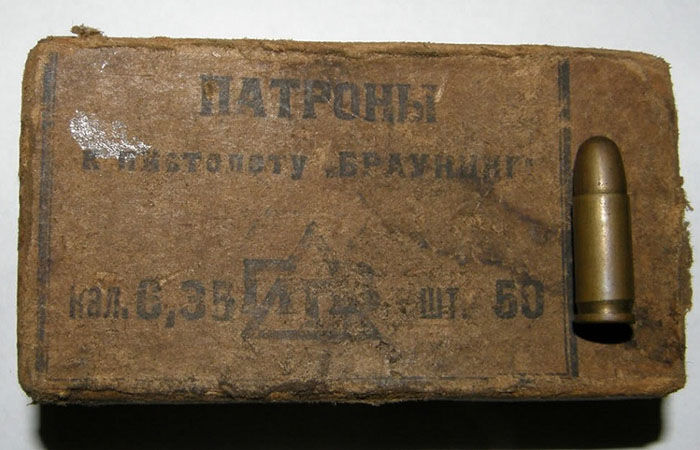 ПАТРОНЫ
к пистолету „БРАУНИНГ"
кал. 6,35 шт. 50